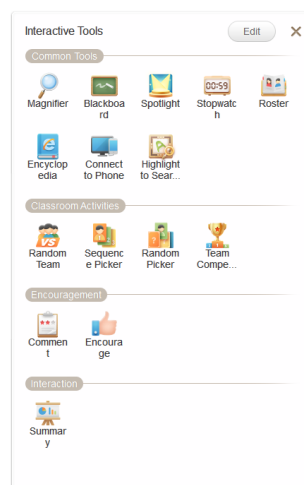 Interactive Tools
Edit
Common Tools
00:59
Magnifier
Blackboa
rd
Spotlight
Stopwatc
h
Roster
Encyclop
edia
Connect
to Phone
Highlight
to Sear...
Classroom Activities
VS
?
Random
Team
Sequenc
e Picker
Random
Picker
Team
Compe...
Encouragement
Commen
t
Encoura
ge
Interaction
Summar
y